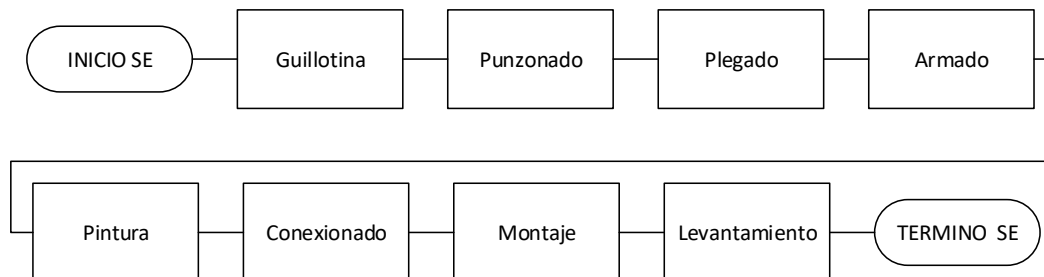 INICIO SE
Guillotina
Punzonado
Plegado
Armado
Pintura
Conexionado
Montaje
Levantamiento
TERMINO SE